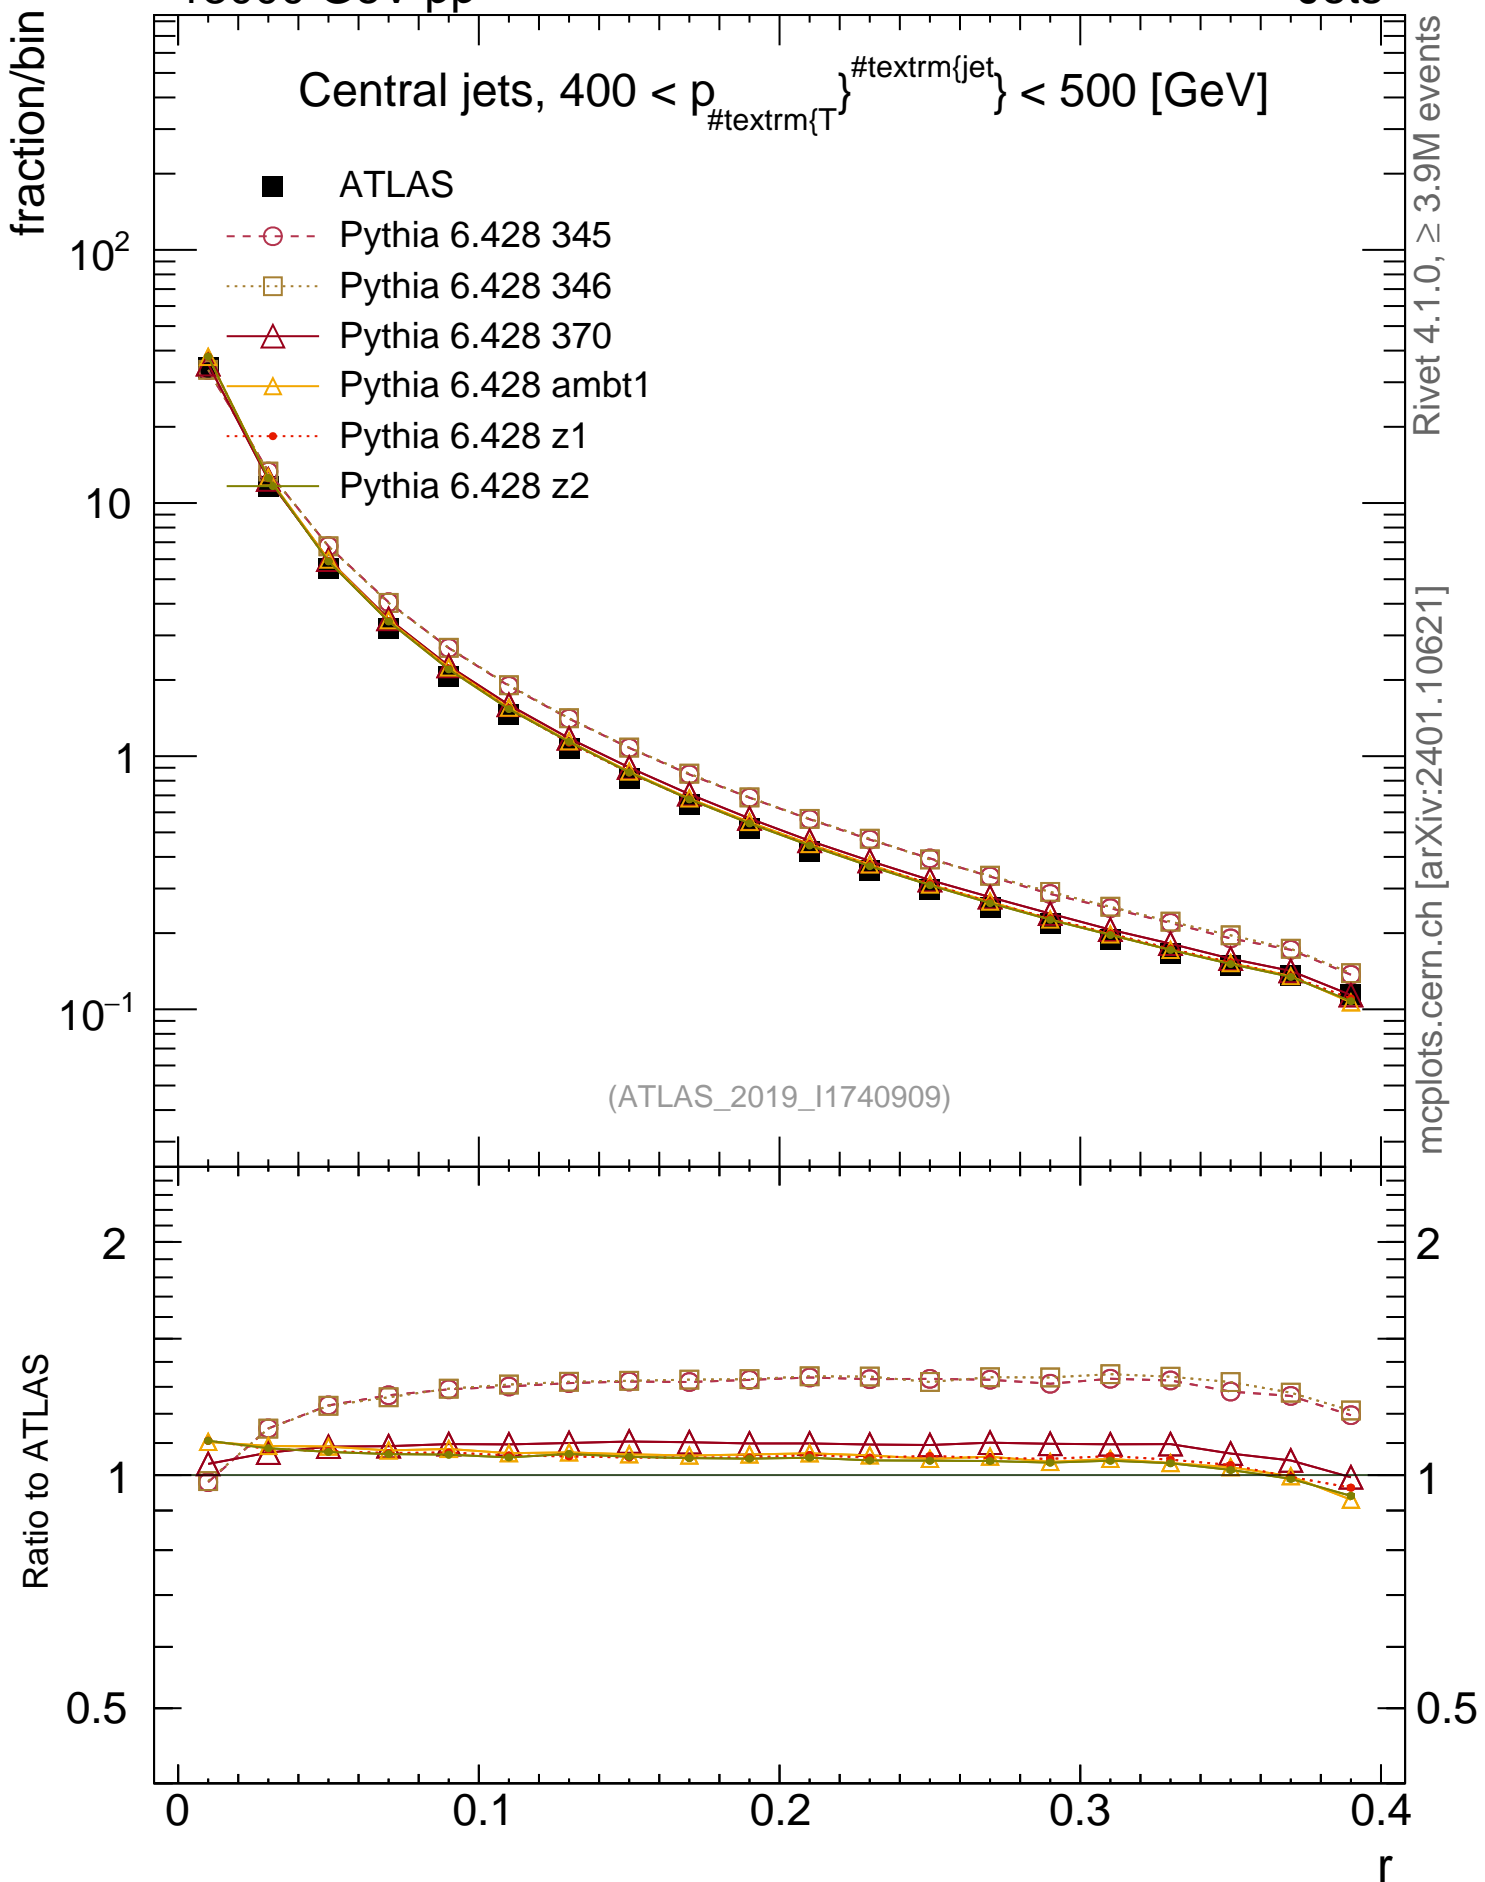 fraction/bin
Central jets, 400 < p_#textrm{T}^}#textrm{jet}} < 500 [GeV]
ATLAS
Pythia 6.428 345
Pythia 6.428 346
Pythia 6.428 370
Pythia 6.428 ambt1
Pythia 6.428 z1
Pythia 6.428 z2
10²
10
1
10⁻¹
(ATLAS_2019_I1740909)
Rivet 4.1.0, ≥ 3.9M events
mcplots.cern.ch [arXiv:2401.10621]
Ratio to ATLAS
2
1
0.5
2
1
0.5
0 0.1 0.2 0.3 0.4
r